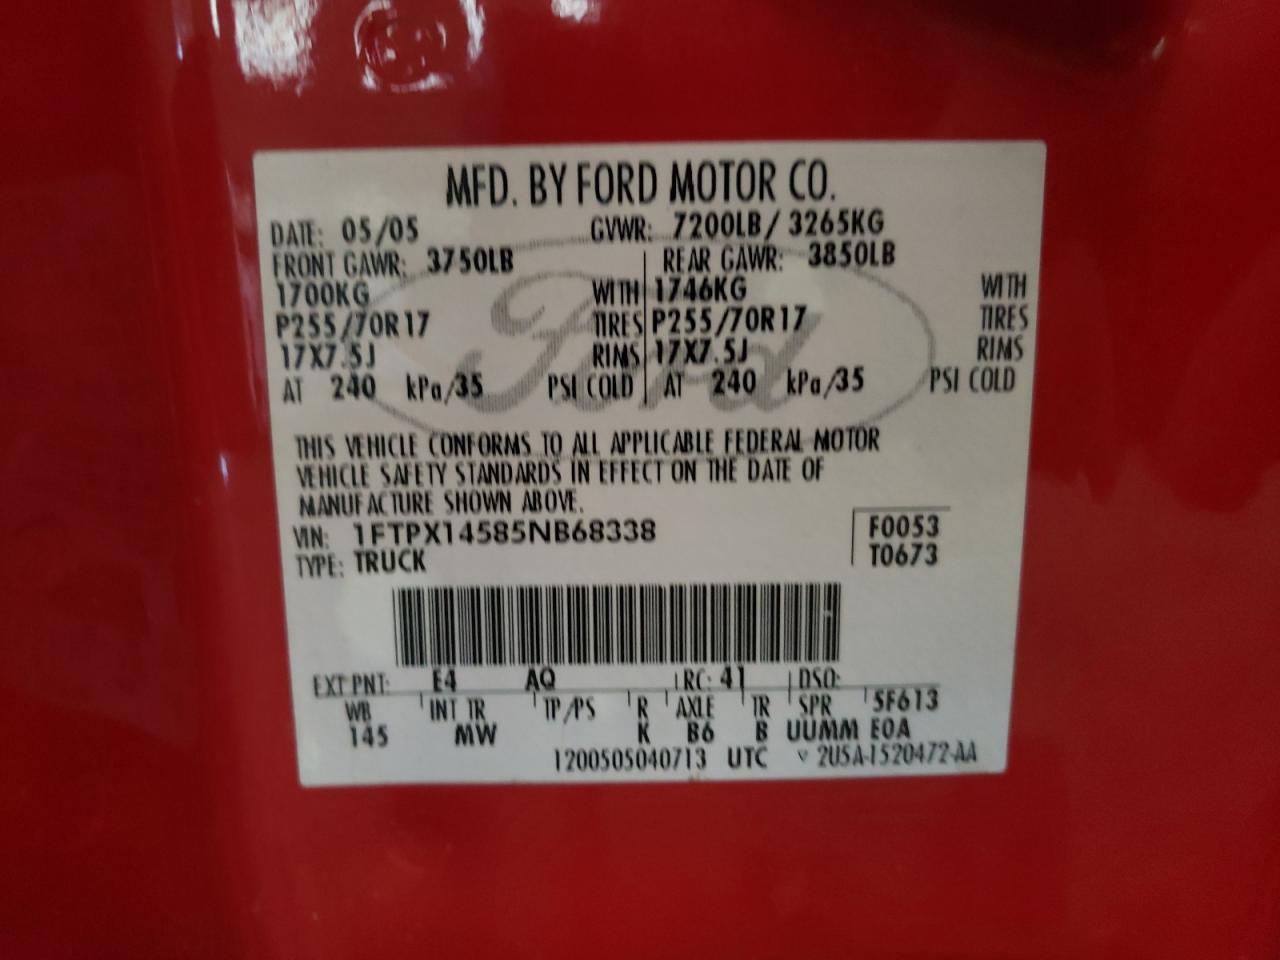 MFD. BY FORD MOTOR CO.
DATE: 05/05 GVWR: 7200LB/ 3265KG
FRONT GAWR: 3750LB REAR GAWR: 3850LB
1700KG WITH 1746KG WITH
P255/70R17 TIRES P255/70R17 TIRES
17X7.5J RIMS 17X7.5J RIMS
AT 240 kPa/35 PSI COLD AT 240 kPa/35 PSI COLD
Ford
THIS VEHICLE CONFORMS TO ALL APPLICABLE FEDERAL MOTOR
VEHICLE SAFETY STANDARDS IN EFFECT ON THE DATE OF
MANUFACTURE SHOWN ABOVE.
VIN: 1FTPX14585NB68338 F0053
TYPE: TRUCK T0673
EXT PNT: E4 AQ RC: 41 DSO:
WB INT TR TP/PS R AXLE TR SPR 5F613
145 MW K B6 B UUMM E0A
1200505040713 UTC ▽ 2U5A-1520472-AA